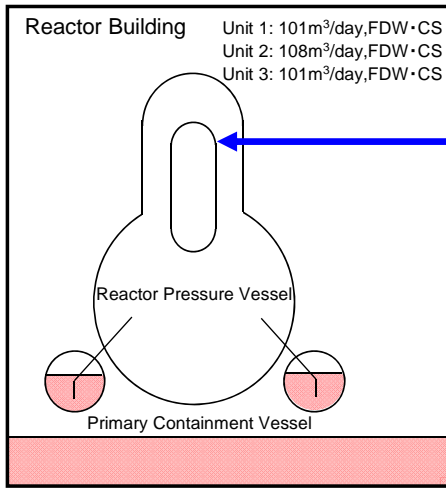 Reactor Building
Unit 1: 101m³/day,FDW・CS
Unit 2: 108m³/day,FDW・CS
Unit 3: 101m³/day,FDW・CS
Reactor Pressure Vessel
Primary Containment Vessel